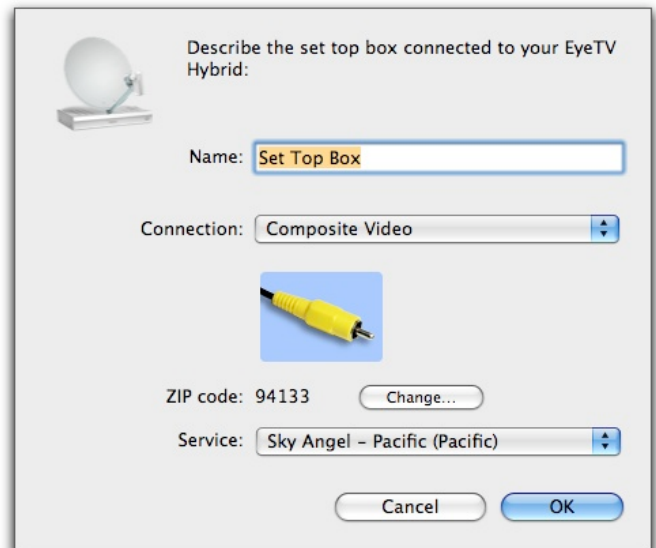 Describe the set top box connected to your EyeTV
Hybrid:
Name: Set Top Box
Connection: Composite Video
ZIP code: 94133 Change...
Service: Sky Angel – Pacific (Pacific)
Cancel OK